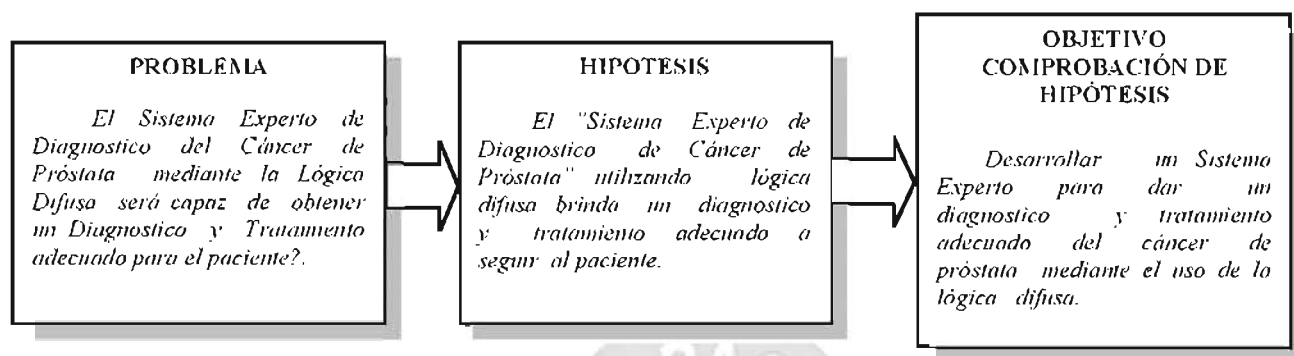 PROBLEMA
El Sistema Experto de
Diagnostico del Cáncer de
Próstata mediante la Lógica
Difusa será capaz de obtener
un Diagnostico y Tratamiento
adecuado para el paciente?.
HIPOTESIS
El "Sistema Experto de
Diagnostico de Cáncer de
Próstata" utilizando lógica
difusa brinda un diagnostico
y tratamiento adecuado a
seguir al paciente.
OBJETIVO
COMPROBACIÓN DE
HIPÓTESIS
Desarrollar un Sistema
Experto para dar un
diagnostico y tratamiento
adecuado del cáncer de
próstata mediante el uso de la
lógica difusa.